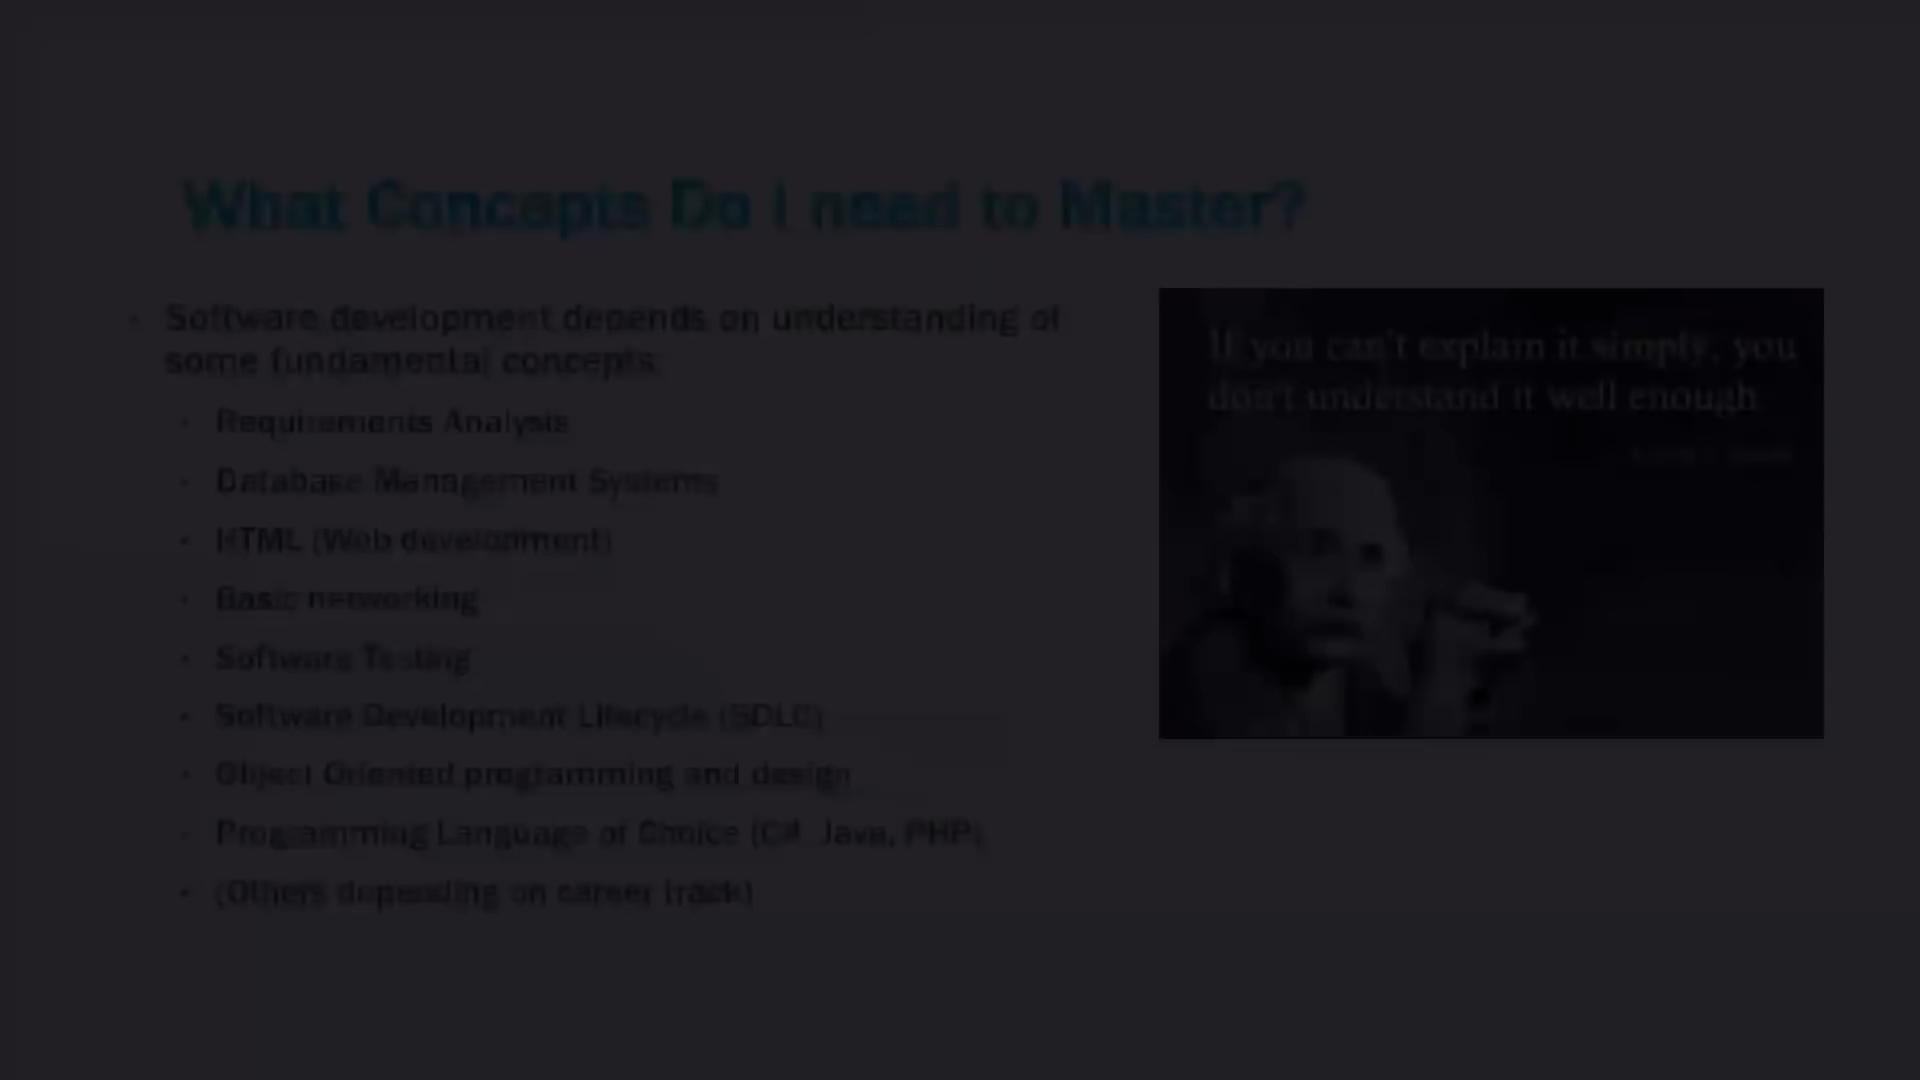 What Concepts Do I need to Master?
• Software development depends on understanding of
some fundamental concepts
• Requirements Analysis
• Database Management Systems
• HTML (Web development)
• Basic networking
• Software Testing
• Software Development Lifecycle (SDLC)
• Object Oriented programming and design
• Programming Language of Choice (C#, Java, PHP)
• (Others depending on career track)
If you can't explain it simply, you
don't understand it well enough